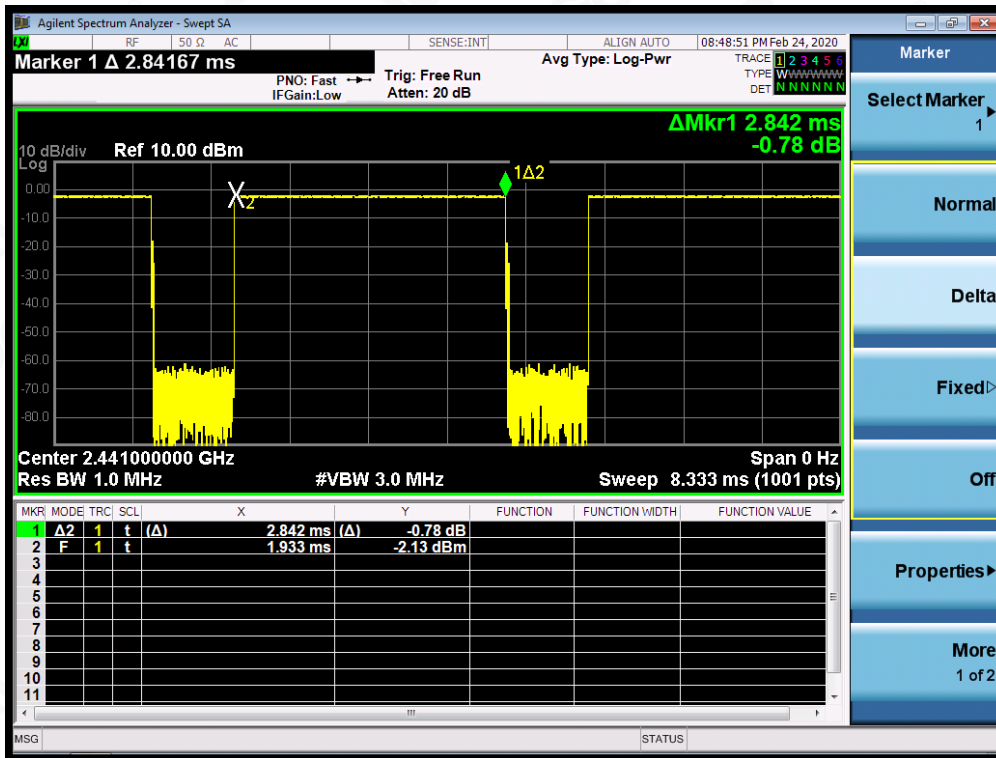 Agilent Spectrum Analyzer - Swept SA
LXI RF 50 Ω AC SENSE:INT ALIGN AUTO 08:48:51 PM Feb 24, 2020
Marker 1 Δ 2.84167 ms
PNO: Fast
IFGain:Low
Trig: Free Run
Atten: 20 dB
Avg Type: Log-Pwr
TRACE 1 2 3 4 5 6
TYPE WWWWWW
DET N N N N N N
ΔMkr1 2.842 ms
-0.78 dB
10 dB/div Ref 10.00 dBm
Log
1Δ2
0.00
X2
-10.0
-20.0
-30.0
-40.0
-50.0
-60.0
-70.0
-80.0
Center 2.441000000 GHz Span 0 Hz
Res BW 1.0 MHz #VBW 3.0 MHz Sweep 8.333 ms (1001 pts)
MKR MODE TRC SCL X Y FUNCTION FUNCTION WIDTH FUNCTION VALUE
1 Δ2 1 t (Δ) 2.842 ms (Δ) -0.78 dB
2 F 1 t 1.933 ms -2.13 dBm
3
4
5
6
7
8
9
10
11
MSG STATUS
Marker
Select Marker
1
Normal
Delta
Fixed
Off
Properties
More
1 of 2